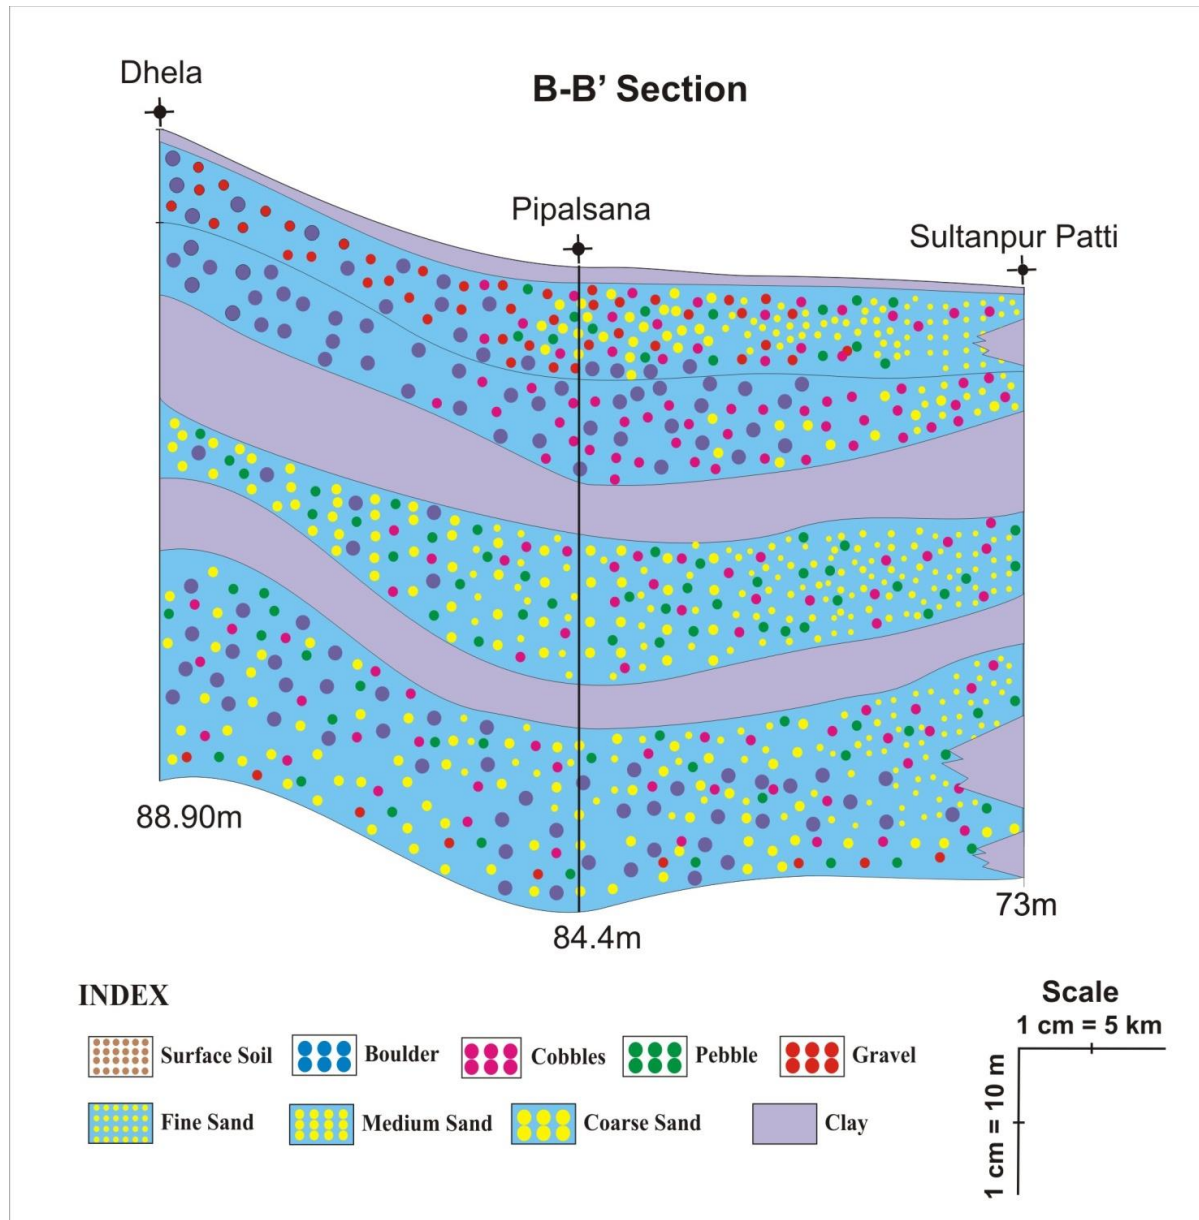 Dhela
B-B’ Section
Pipalsana
Sultanpur Patti
88.90m
84.4m
73m
INDEX
Surface Soil
Boulder
Cobbles
Pebble
Gravel
Fine Sand
Medium Sand
Coarse Sand
Clay
Scale
1 cm = 5 km
1 cm = 10 m